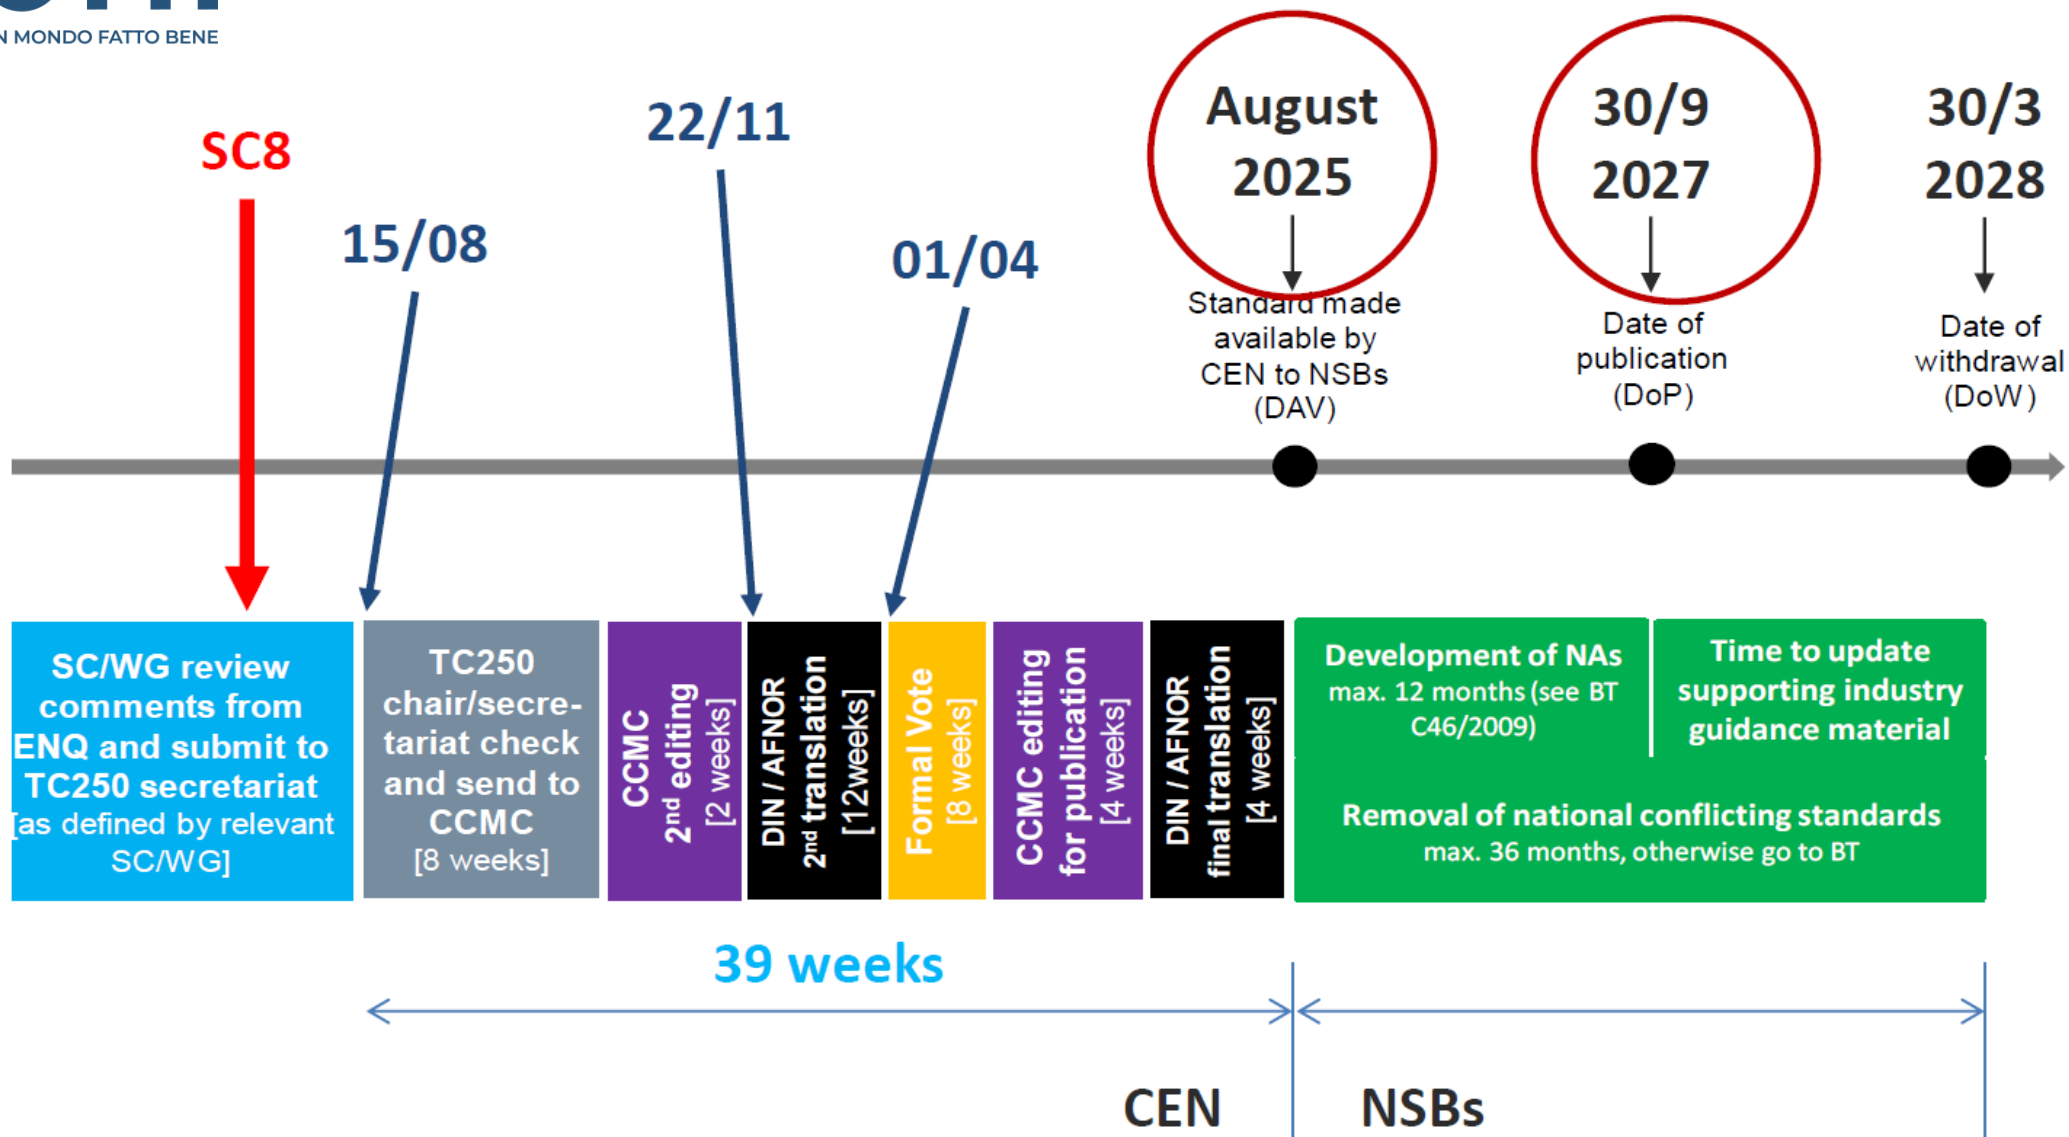 N MONDO FATTO BENE
SC8
15/08
22/11
01/04
August
2025
30/9
2027
30/3
2028
Standard made
available by
CEN to NSBs
(DAV)
Date of
publication
(DoP)
Date of
withdrawal
(DoW)
SC/WG review
comments from
ENQ and submit to
TC250 secretariat
[as defined by relevant
SC/WG]
TC250
chair/secre-
tariat check
and send to
CCMC
[8 weeks]
CCMC
2nd editing
[2 weeks]
DIN / AFNOR
2nd translation
[12weeks]
Formal Vote
[8 weeks]
CCMC editing
for publication
[4 weeks]
DIN / AFNOR
final translation
[4 weeks]
Development of NAs
max. 12 months (see BT
C46/2009)
Time to update
supporting industry
guidance material
Removal of national conflicting standards
max. 36 months, otherwise go to BT
39 weeks
CEN
NSBs